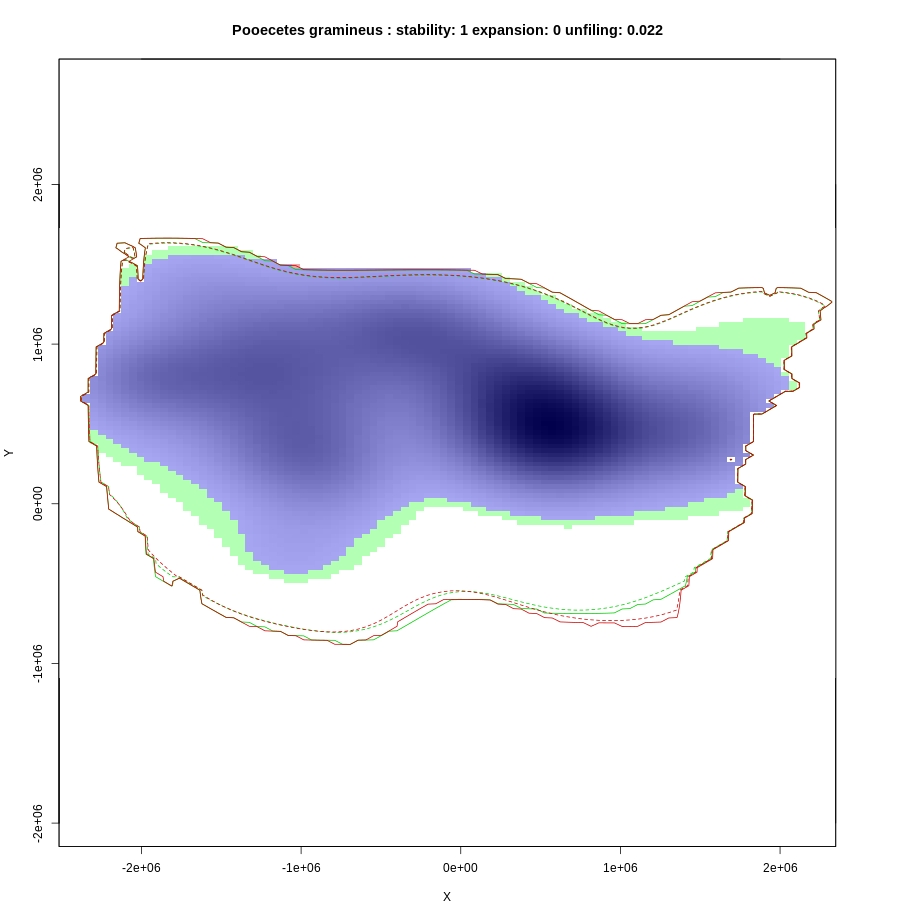 Pooecetes gramineus : stability: 1 expansion: 0 unfiling: 0.022
2e+06
1e+06
Y
0e+00
-1e+06
-2e+06
-2e+06 -1e+06 0e+00 1e+06 2e+06
X